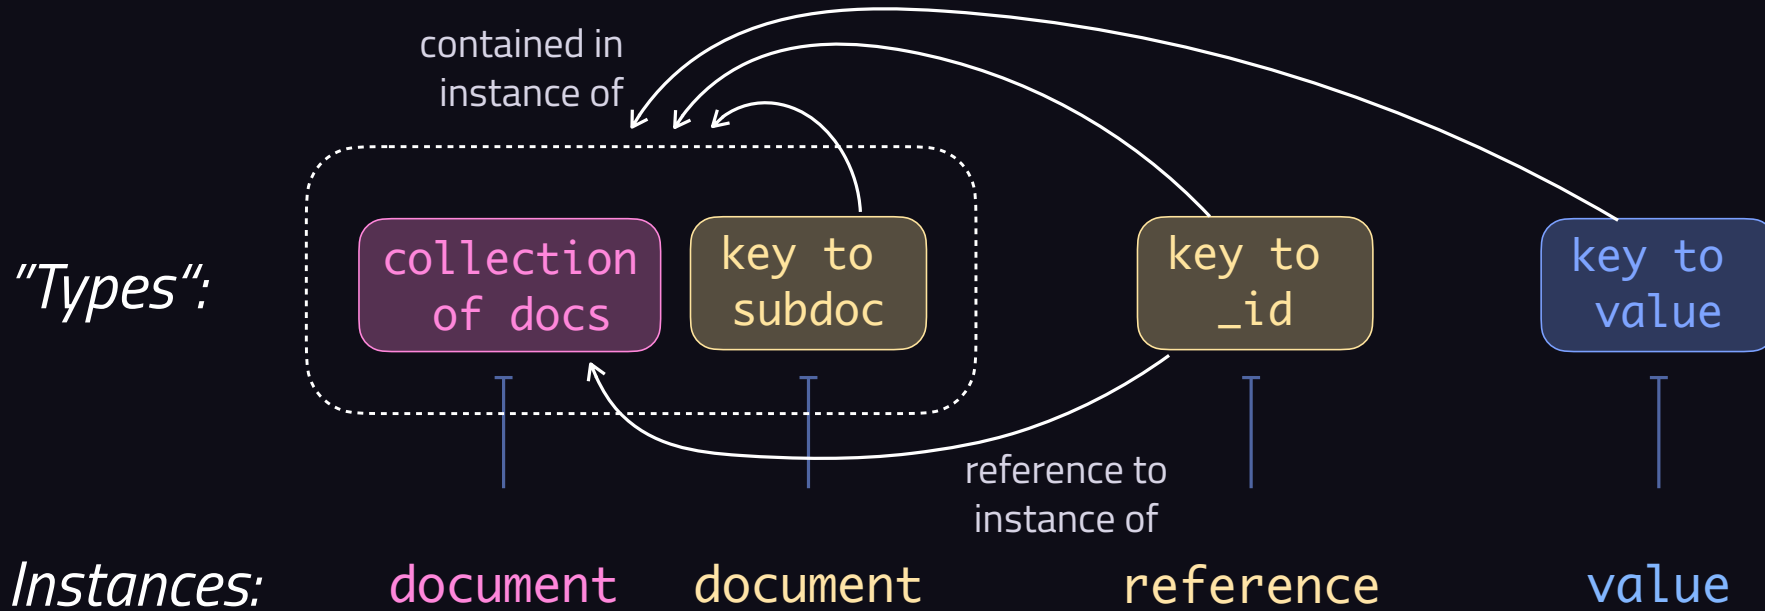 contained in
instance of
"Types“:
collection
of docs
key to
subdoc
key to
_id
key to
value
reference to
instance of
Instances:
document
document
reference
value